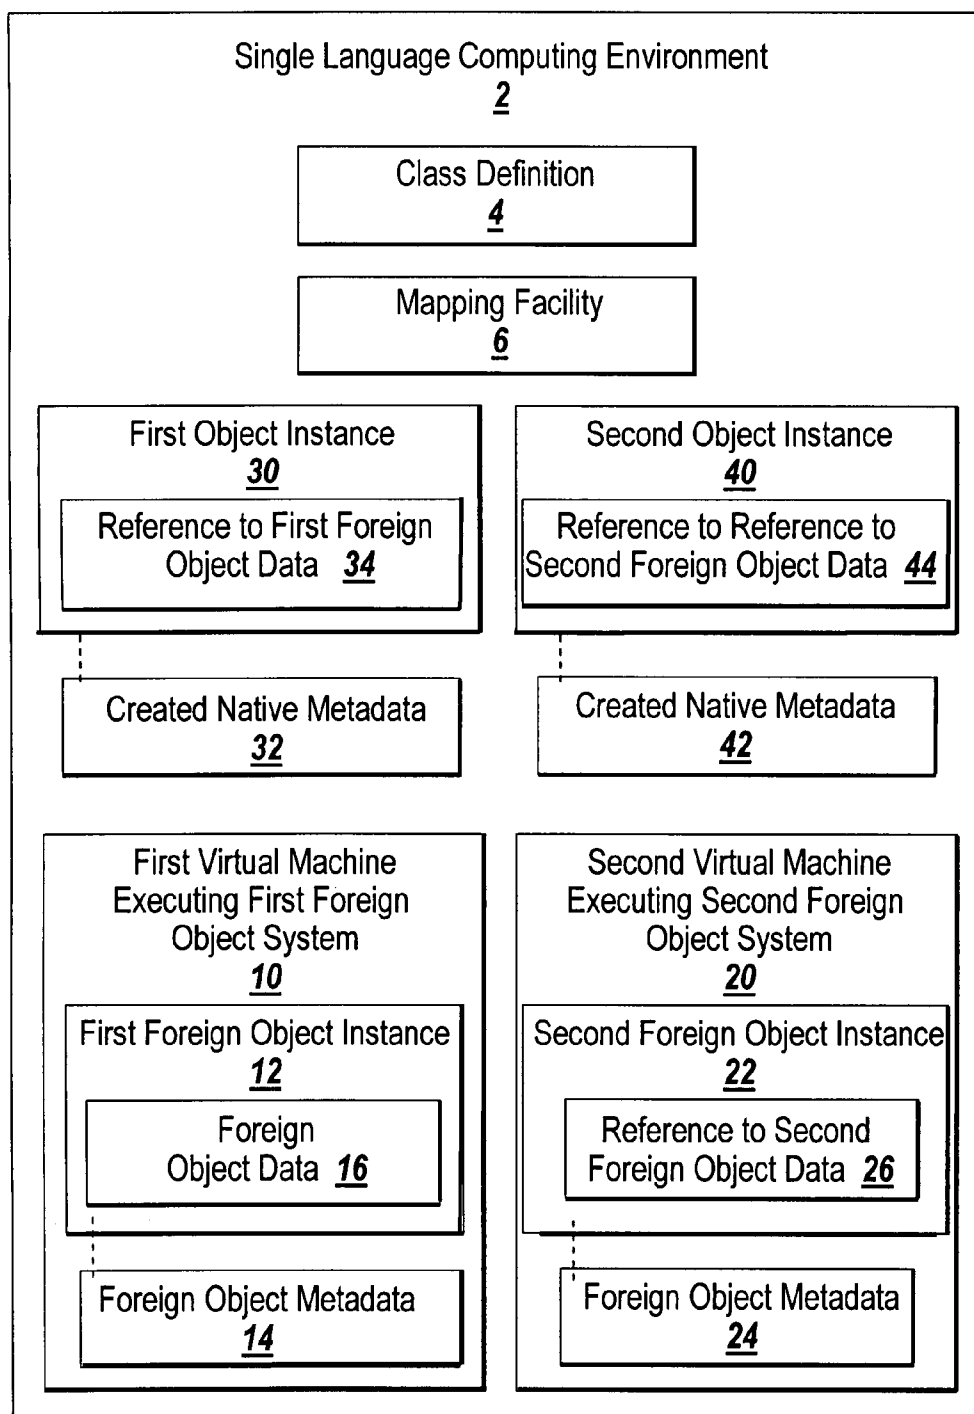 Single Language Computing Environment
2
Class Definition
4
Mapping Facility
6
First Object Instance
30
Reference to First Foreign
Object Data 34
Created Native Metadata
32
Second Object Instance
40
Reference to Reference to
Second Foreign Object Data 44
Created Native Metadata
42
First Virtual Machine
Executing First Foreign
Object System
10
First Foreign Object Instance
12
Foreign
Object Data 16
Foreign Object Metadata
14
Second Virtual Machine
Executing Second Foreign
Object System
20
Second Foreign Object Instance
22
Reference to Second
Foreign Object Data 26
Foreign Object Metadata
24